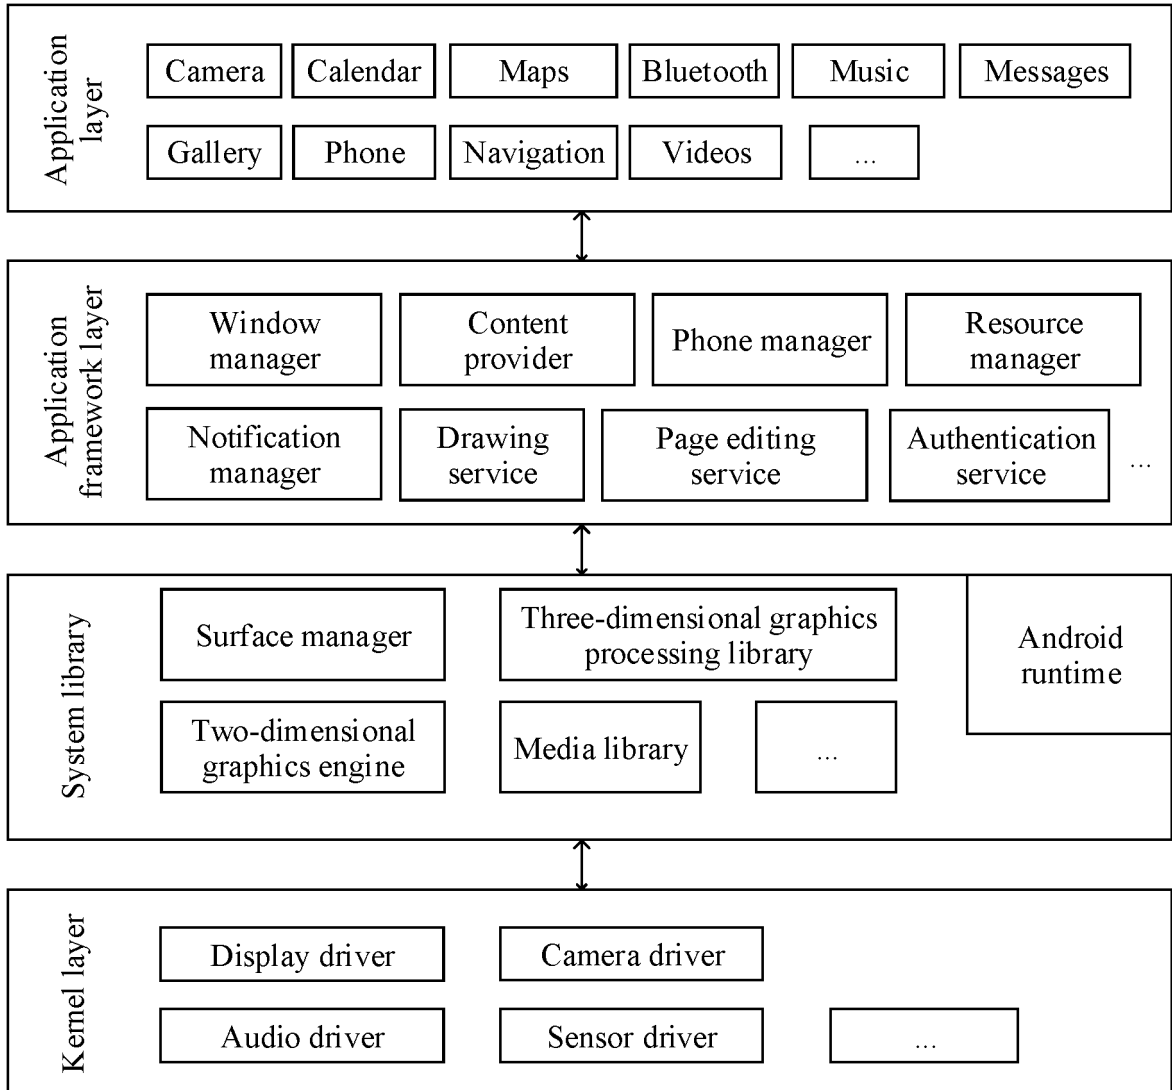 Application
layer
Camera
Calendar
Maps
Bluetooth
Music
Messages
Gallery
Phone
Navigation
Videos
...
Application
framework layer
Window
manager
Content
provider
Phone manager
Resource
manager
Notification
manager
Drawing
service
Page editing
service
Authentication
service
...
System library
Surface manager
Three-dimensional graphics
processing library
Android
runtime
Two-dimensional
graphics engine
Media library
...
Kernel layer
Display driver
Camera driver
Audio driver
Sensor driver
...